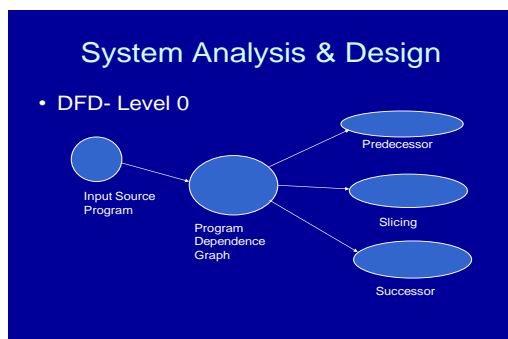 System Analysis & Design
• DFD- Level 0
Predecessor
Input Source
Program
Program
Dependence
Graph
Slicing
Successor